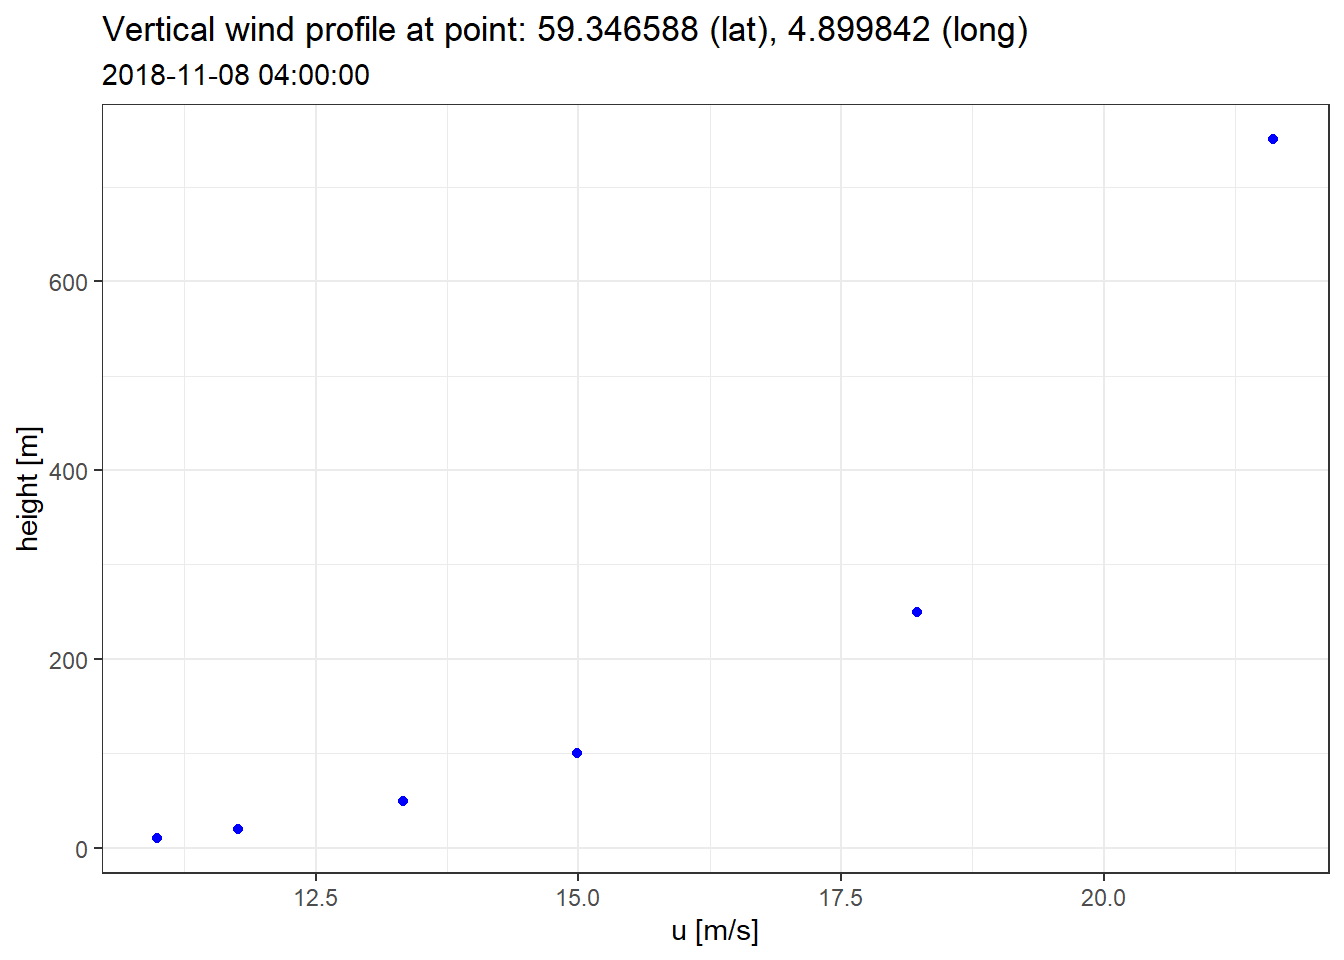 Vertical wind profile at point: 59.346588 (lat), 4.899842 (long)
2018-11-08 04:00:00
height [m]
600
400
200
0
12.5 15.0 17.5 20.0
u [m/s]